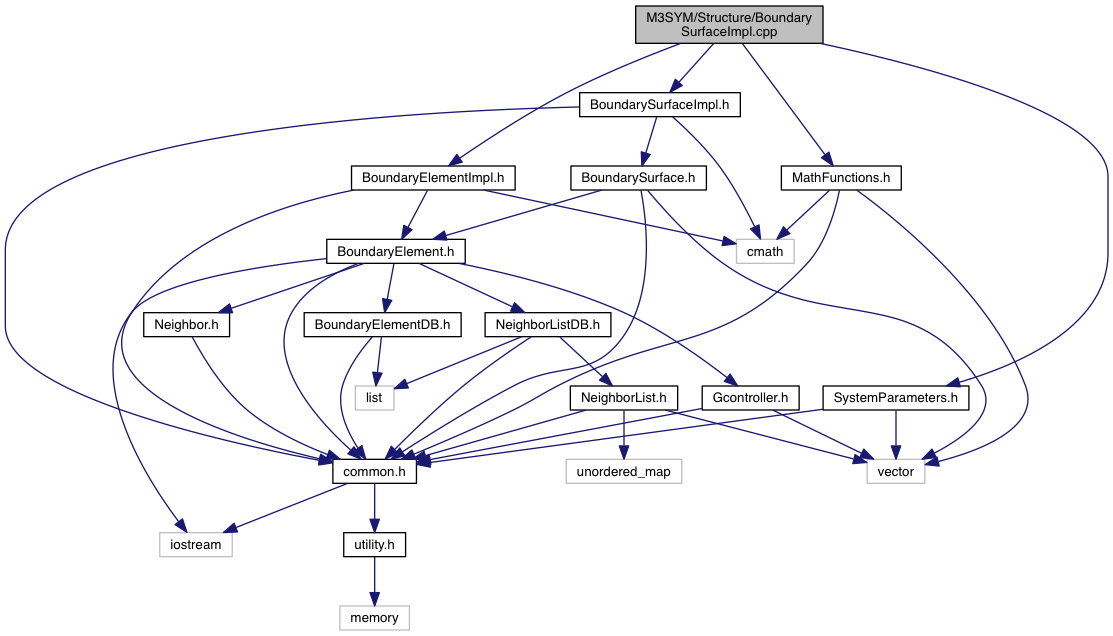 M3SYM/Structure/Boundary
SurfaceImpl.cpp
BoundarySurfaceImpl.h
BoundaryElementImpl.h
BoundarySurface.h
MathFunctions.h
BoundaryElement.h
cmath
Neighbor.h
BoundaryElementDB.h
NeighborListDB.h
list
NeighborList.h
Gcontroller.h
SystemParameters.h
common.h
unordered_map
vector
iostream
utility.h
memory